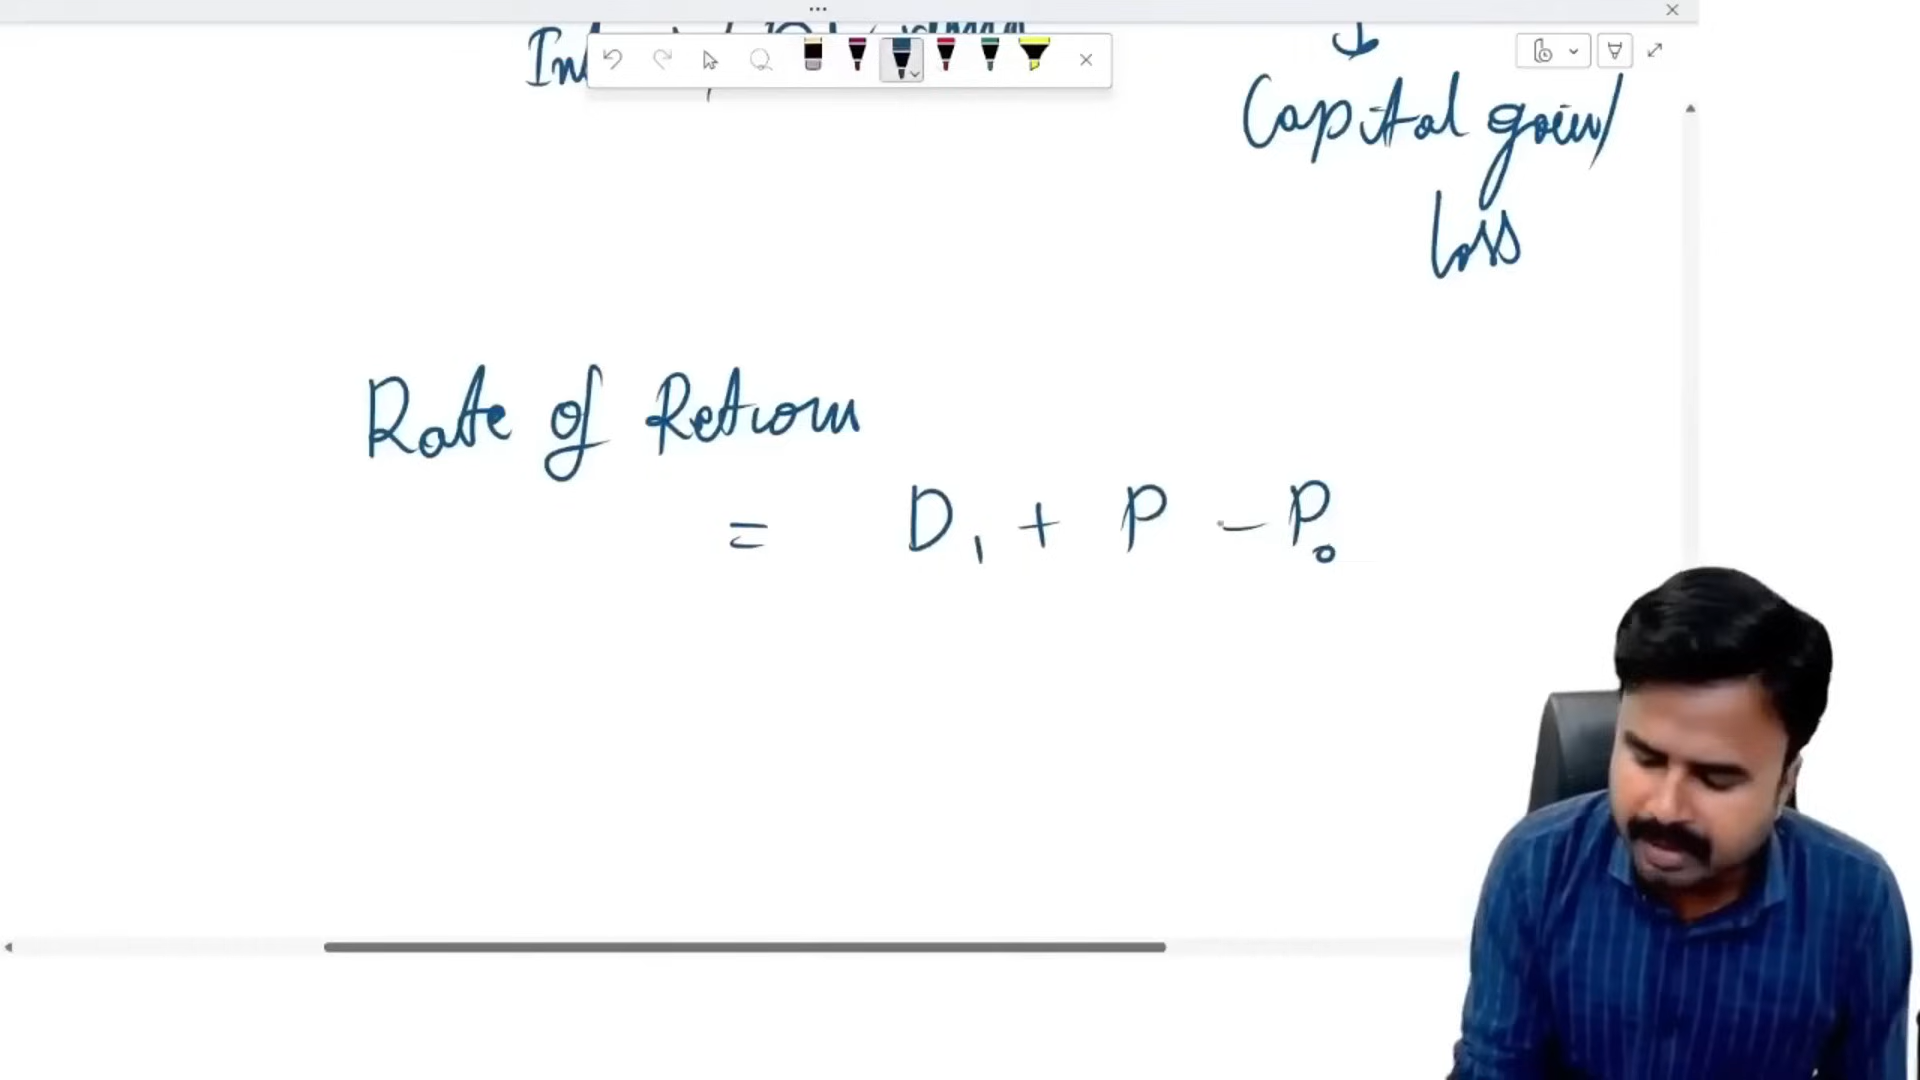 Capital gain/
loss
Rate of Return
= D₁ + P - P₀